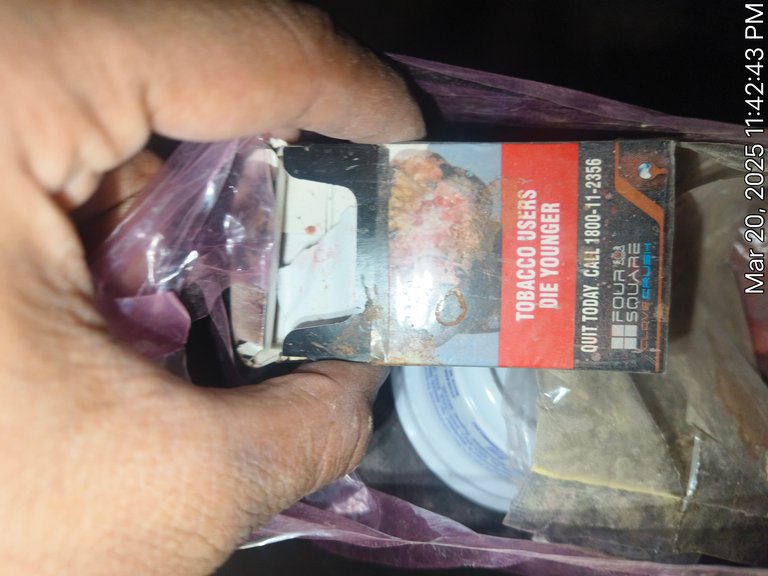 TOBACCO USERS
DIE YOUNGER
QUIT TODAY CALL 1800-11-2356
FOUR
SQUARE
CLOVE CRUSH
Mar 20, 2025 11:42:43 PM